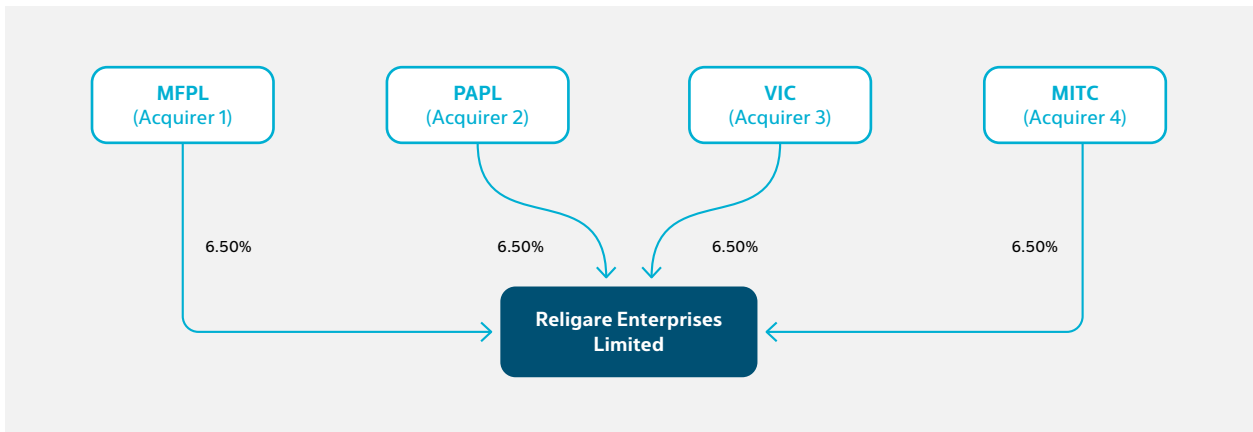 MFPL
(Acquirer 1)
PAPL
(Acquirer 2)
VIC
(Acquirer 3)
MITC
(Acquirer 4)
6.50%
6.50%
6.50%
6.50%
Religare Enterprises
Limited